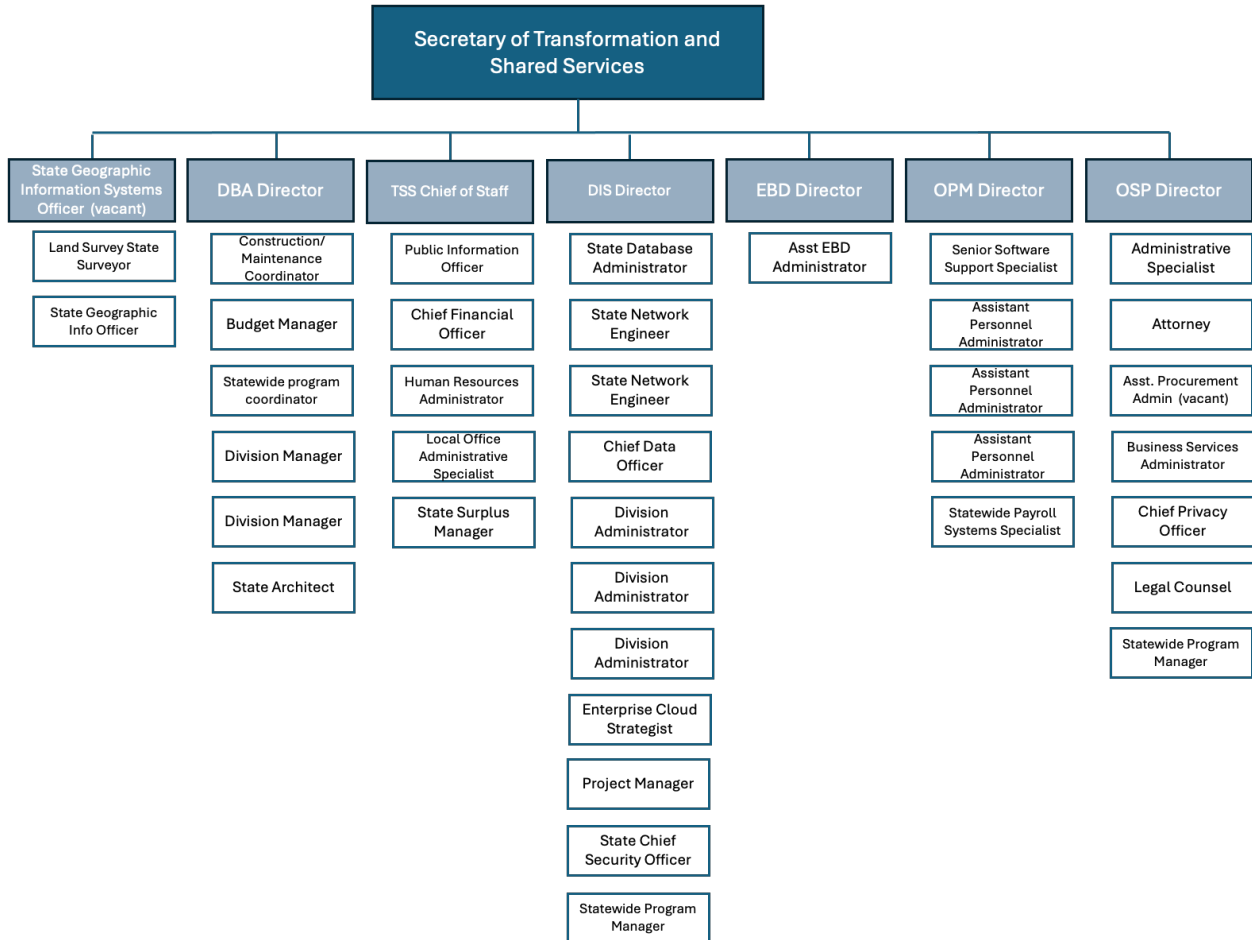 Secretary of Transformation and
Shared Services
State Geographic
Information Systems
Officer (vacant)
Land Survey State
Surveyor
State Geographic
Info Officer
DBA Director
Construction/
Maintenance
Coordinator
Budget Manager
Statewide program
coordinator
Division Manager
Division Manager
State Architect
TSS Chief of Staff
Public Information
Officer
Chief Financial
Officer
Human Resources
Administrator
Local Office
Administrative
Specialist
State Surplus
Manager
DIS Director
State Database
Administrator
State Network
Engineer
State Network
Engineer
Chief Data
Officer
Division
Administrator
Division
Administrator
Division
Administrator
Enterprise Cloud
Strategist
Project Manager
State Chief
Security Officer
Statewide Program
Manager
EBD Director
Asst EBD
Administrator
OPM Director
Senior Software
Support Specialist
Assistant
Personnel
Administrator
Assistant
Personnel
Administrator
Assistant
Personnel
Administrator
Statewide Payroll
Systems Specialist
OSP Director
Administrative
Specialist
Attorney
Asst. Procurement
Admin (vacant)
Business Services
Administrator
Chief Privacy
Officer
Legal Counsel
Statewide Program
Manager